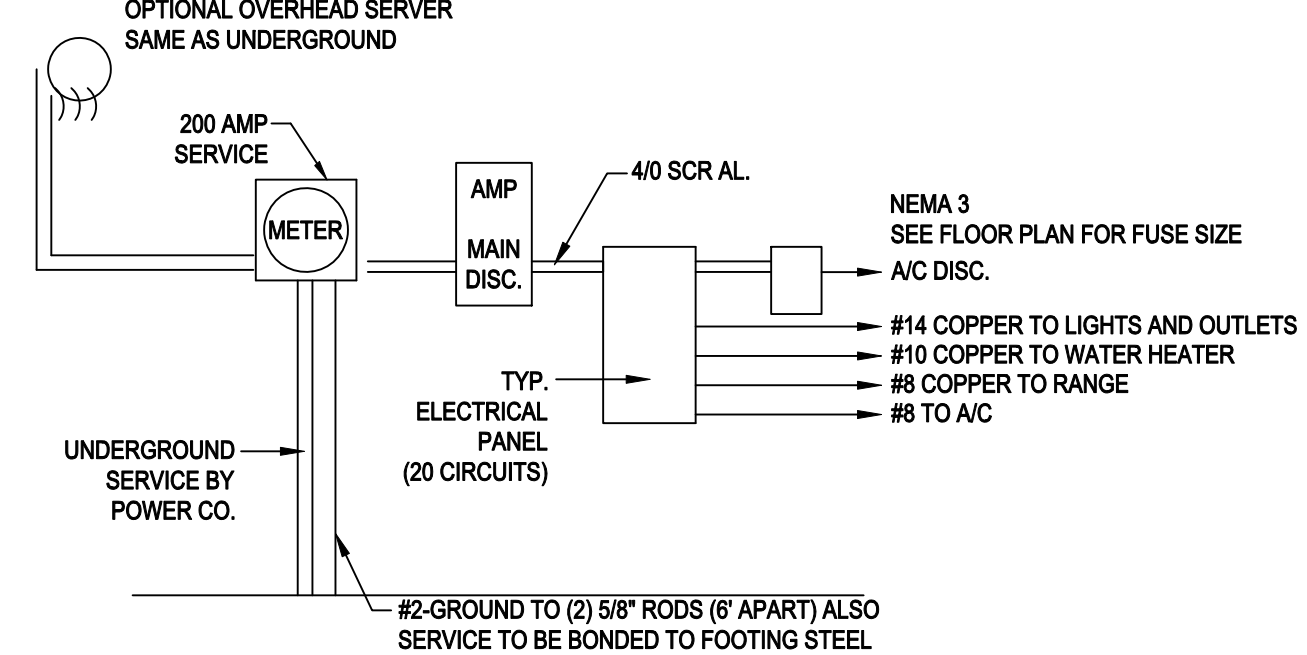 OPTIONAL OVERHEAD SERVER
SAME AS UNDERGROUND
200 AMP
SERVICE
METER
AMP
MAIN
DISC.
4/0 SCR AL.
NEMA 3
SEE FLOOR PLAN FOR FUSE SIZE
A/C DISC.
#14 COPPER TO LIGHTS AND OUTLETS
#10 COPPER TO WATER HEATER
#8 COPPER TO RANGE
#8 TO A/C
TYP.
ELECTRICAL
PANEL
(20 CIRCUITS)
UNDERGROUND
SERVICE BY
POWER CO.
#2-GROUND TO (2) 5/8" RODS (6' APART) ALSO
SERVICE TO BE BONDED TO FOOTING STEEL